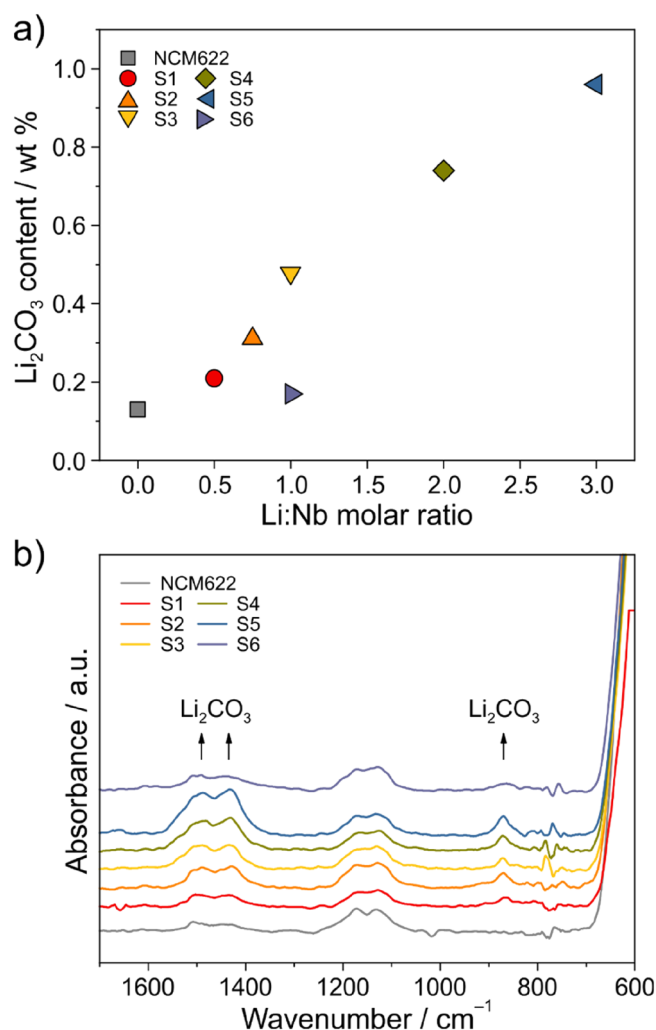 a)
NCM622
S1 S4
S2 S5
S3 S6
Li₂CO₃ content / wt %
1.0
0.8
0.6
0.4
0.2
0.0
0.0 0.5 1.0 1.5 2.0 2.5 3.0
Li:Nb molar ratio
b)
NCM622
S1 S4
S2 S5
S3 S6
Li₂CO₃ Li₂CO₃
Absorbance / a.u.
1600 1400 1200 1000 800 600
Wavenumber / cm⁻¹